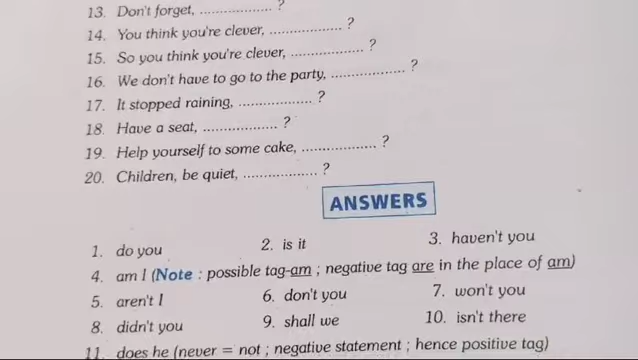 13. Don't forget, .................. ?
14. You think you're clever, .................. ?
15. So you think you're clever, .................. ?
16. We don't have to go to the party, .................. ?
17. It stopped raining, .................. ?
18. Have a seat, .................. ?
19. Help yourself to some cake, .................. ?
20. Children, be quiet, .................. ?
ANSWERS
1. do you 2. is it 3. haven't you
4. am I (Note : possible tag-am ; negative tag are in the place of am)
5. aren't I 6. don't you 7. won't you
8. didn't you 9. shall we 10. isn't there
11. does he (never = not ; negative statement ; hence positive tag)